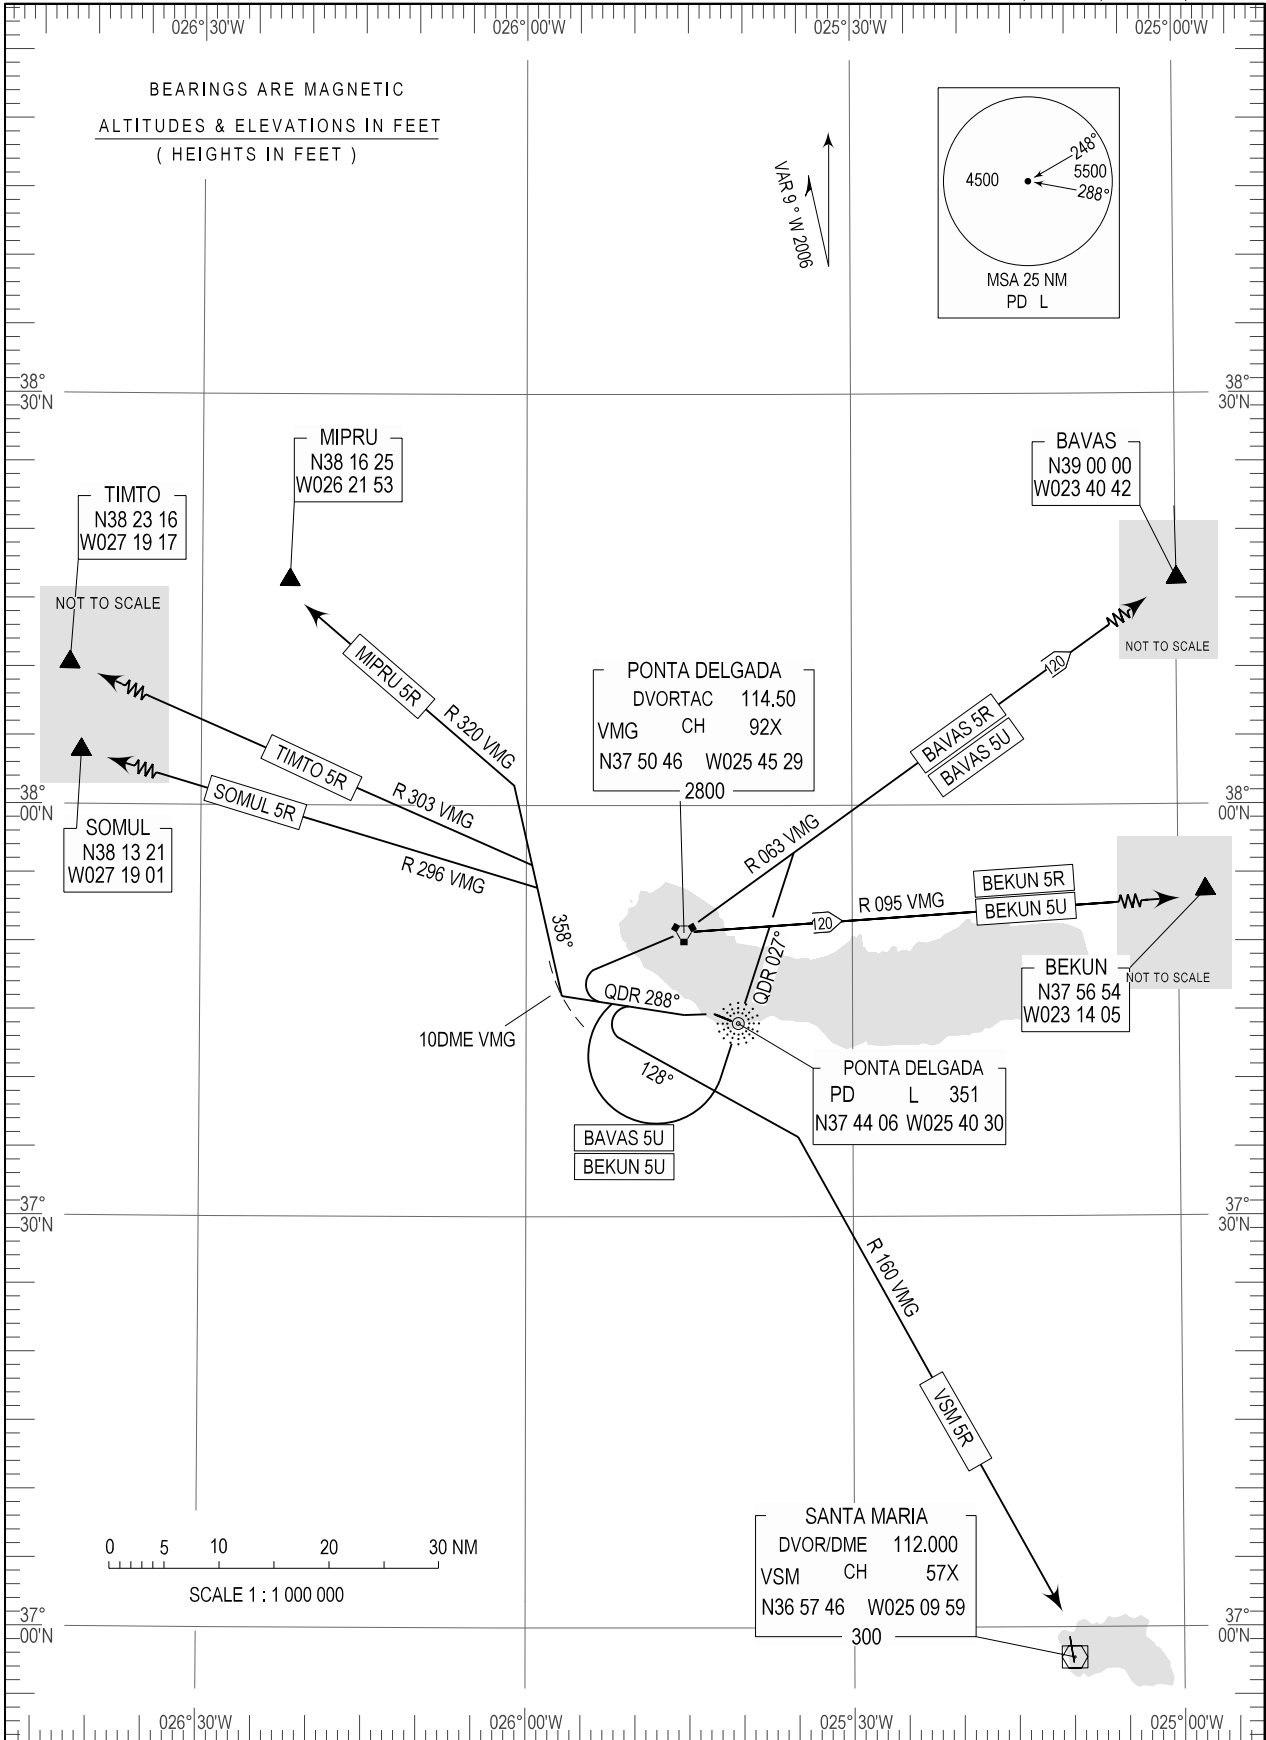 026°30'W
026°00'W
025°30'W
025°00'W
BEARINGS ARE MAGNETIC
ALTITUDES & ELEVATIONS IN FEET
( HEIGHTS IN FEET )
VAR 9° W 2006
248°
4500
5500
288°
MSA 25 NM
PD L
38°
30'N
38°
30'N
MIPRU
N38 16 25
W026 21 53
BAVAS
N39 00 00
W023 40 42
TIMTO
N38 23 16
W027 19 17
NOT TO SCALE
NOT TO SCALE
MIPRU 5R
R 320 VMG
PONTA DELGADA
DVORTAC 114.50
VMG CH 92X
N37 50 46 W025 45 29
2800
120
BAVAS 5R
BAVAS 5U
TIMTO 5R
R 303 VMG
SOMUL 5R
R 296 VMG
38°
00'N
38°
00'N
SOMUL
N38 13 21
W027 19 01
R 063 VMG
BEKUN 5R
BEKUN 5U
R 095 VMG
120
358°
QDR 027°
QDR 288°
BEKUN
N37 56 54
W023 14 05
NOT TO SCALE
10DME VMG
128°
PONTA DELGADA
PD L 351
N37 44 06 W025 40 30
BAVAS 5U
BEKUN 5U
37°
30'N
37°
30'N
R 160 VMG
VSM 5R
SANTA MARIA
DVOR/DME 112.000
VSM CH 57X
N36 57 46 W025 09 59
300
0 5 10 20 30 NM
SCALE 1 : 1 000 000
37°
00'N
37°
00'N
026°30'W
026°00'W
025°30'W
025°00'W